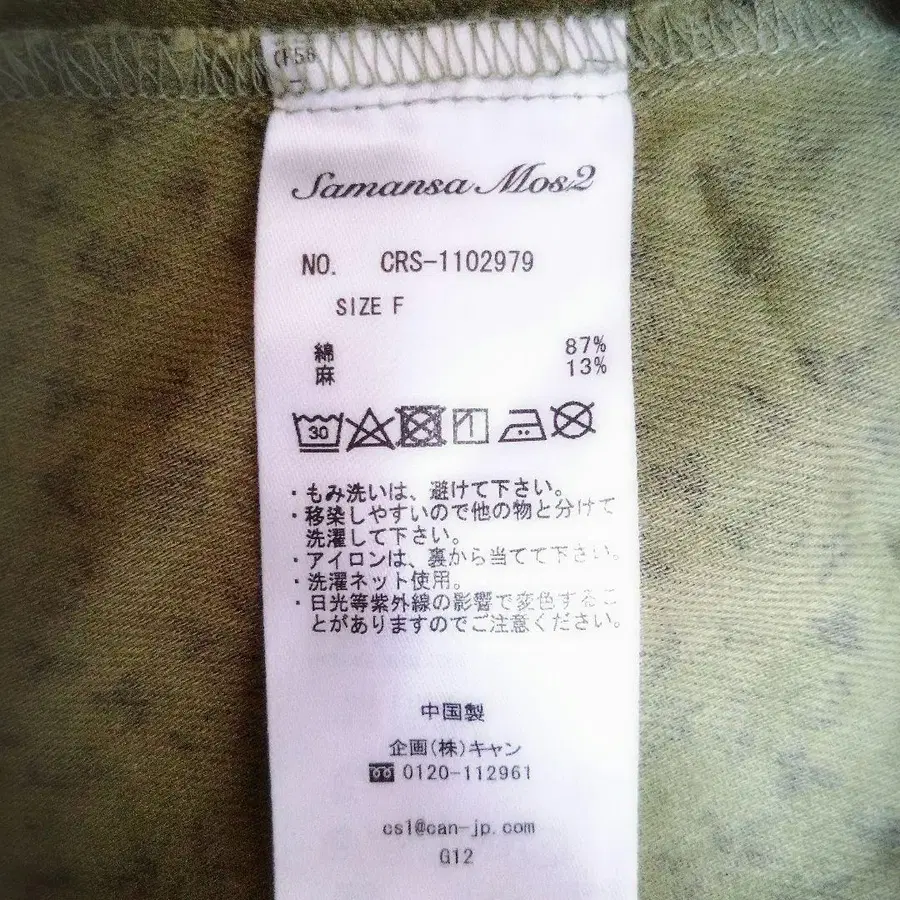 Samansa Mos2
NO. CRS-1102979
SIZE F
綿 87%
麻 13%
30
・もみ洗いは、避けて下さい。
・移染しやすいので他の物と分けて
洗濯して下さい。
・アイロンは、裏から当てて下さい。
・洗濯ネット使用。
・日光等紫外線の影響で変色するこ
とがありますのでご注意ください。
中国製
企画(株)キャン
0120-112961
cs1@can-jp.com
G12